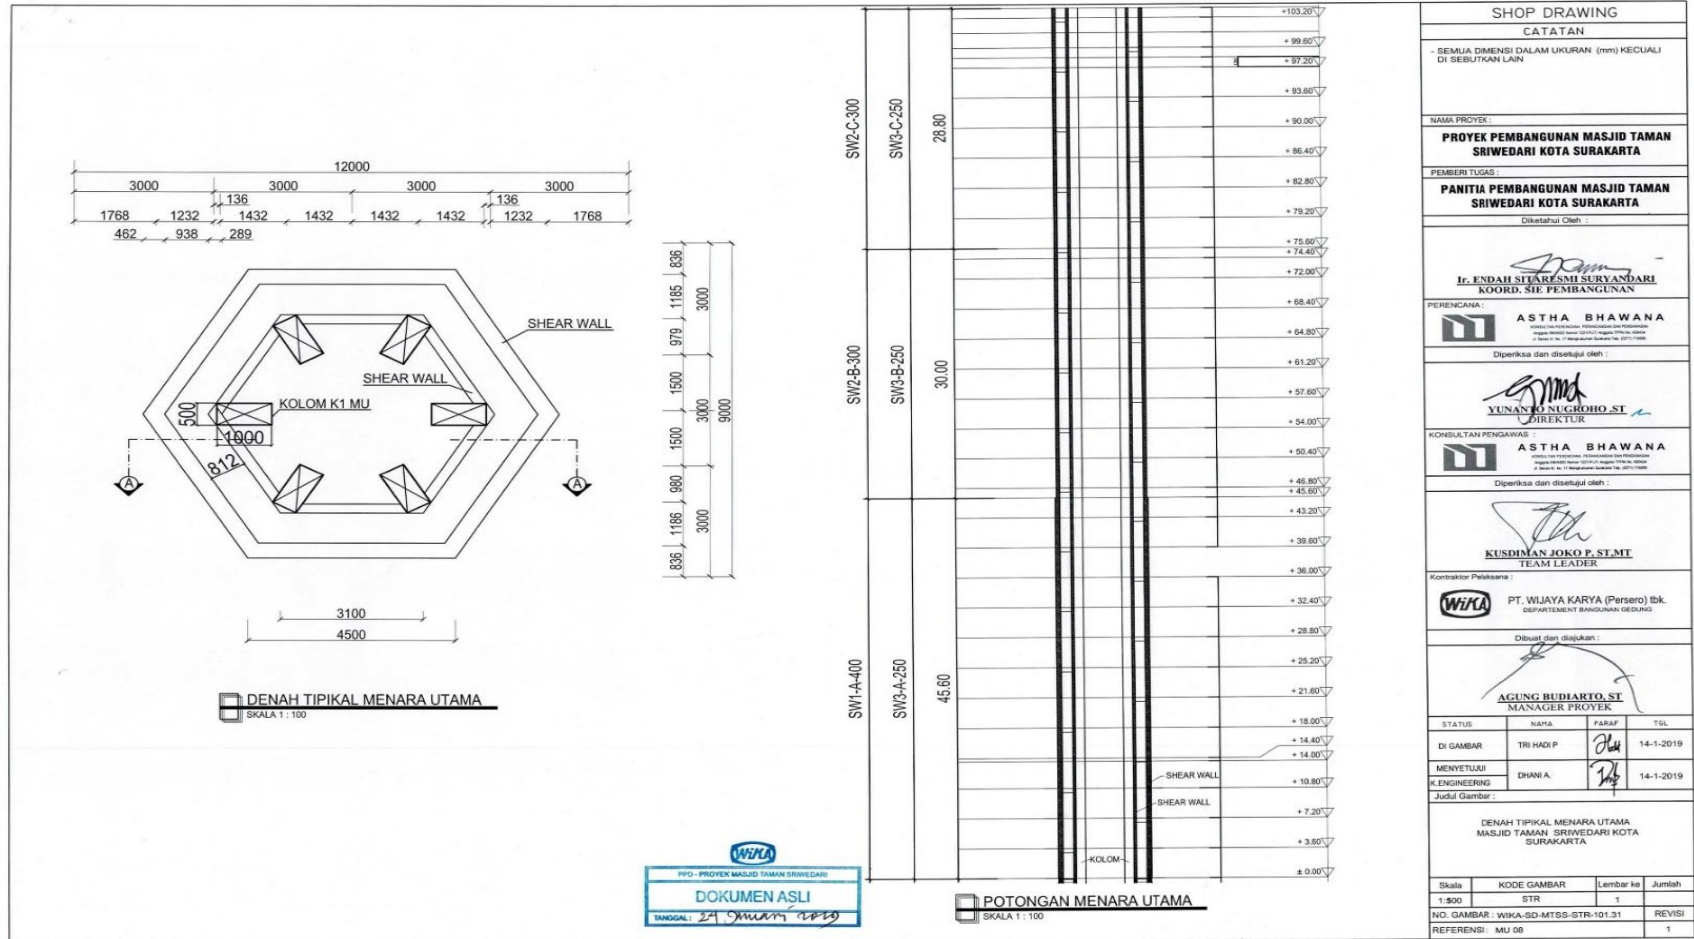 12000
3000 3000 3000 3000
136 136
1768 1232 1432 1432 1432 1432 1232 1768
462 938 289
836
1185
979
1500
1500
980
1186
836
3000
3000
3000
9000
SHEAR WALL
SHEAR WALL
KOLOM K1 MU
500
1000
812
A A
3100
4500
DENAH TIPIKAL MENARA UTAMA
SKALA 1 : 100
WIKA
PPD - PROYEK MASJID TAMAN SRIWEDARI
DOKUMEN ASLI
TANGGAL : 24 Januari 2019
SW2-C-300
SW3-C-250
28.80
SW2-B-300
SW3-B-250
30.00
SW1-A-400
SW3-A-250
45.60
+103.20
+ 99.60
+ 97.20
+ 93.60
+ 90.00
+ 86.40
+ 82.80
+ 79.20
+ 75.60
+ 74.40
+ 72.00
+ 68.40
+ 64.80
+ 61.20
+ 57.60
+ 54.00
+ 50.40
+ 46.80
+ 45.60
+ 43.20
+ 39.60
+ 36.00
+ 32.40
+ 28.80
+ 25.20
+ 21.60
+ 18.00
+ 14.40
+ 14.00
+ 10.80
+ 7.20
+ 3.60
± 0.00
SHEAR WALL
SHEAR WALL
KOLOM
POTONGAN MENARA UTAMA
SKALA 1 : 100
SHOP DRAWING
CATATAN
- SEMUA DIMENSI DALAM UKURAN (mm) KECUALI
DI SEBUTKAN LAIN
NAMA PROYEK :
PROYEK PEMBANGUNAN MASJID TAMAN
SRIWEDARI KOTA SURAKARTA
PEMBERI TUGAS :
PANITIA PEMBANGUNAN MASJID TAMAN
SRIWEDARI KOTA SURAKARTA
Diketahui Oleh :
Ir. ENDAH SITARESMI SURYANDARI
KOORD. SIE PEMBANGUNAN
PERENCANA :
ASTHA BHAWANA
Diperiksa dan disetujui oleh :
YUNANTO NUGROHO ,ST
DIREKTUR
KONSULTAN PENGAWAS :
ASTHA BHAWANA
Diperiksa dan disetujui oleh :
KUSDIMAN JOKO P, ST,MT
TEAM LEADER
Kontraktor Pelaksana :
WIKA PT. WIJAYA KARYA (Persero) tbk.
DEPARTEMENT BANGUNAN GEDUNG
Dibuat dan diajukan :
AGUNG BUDIARTO, ST
MANAGER PROYEK
STATUS NAMA PARAF TGL
DI GAMBAR TRI HADI P 14-1-2019
MENYETUJUI
K.ENGINEERING DHANI A. 14-1-2019
Judul Gambar :
DENAH TIPIKAL MENARA UTAMA
MASJID TAMAN SRIWEDARI KOTA
SURAKARTA
Skala KODE GAMBAR Lembar ke Jumlah
1:500 STR 1
NO. GAMBAR : WIKA-SD-MTSS-STR-101.31 REVISI
REFERENSI : MU 08 1